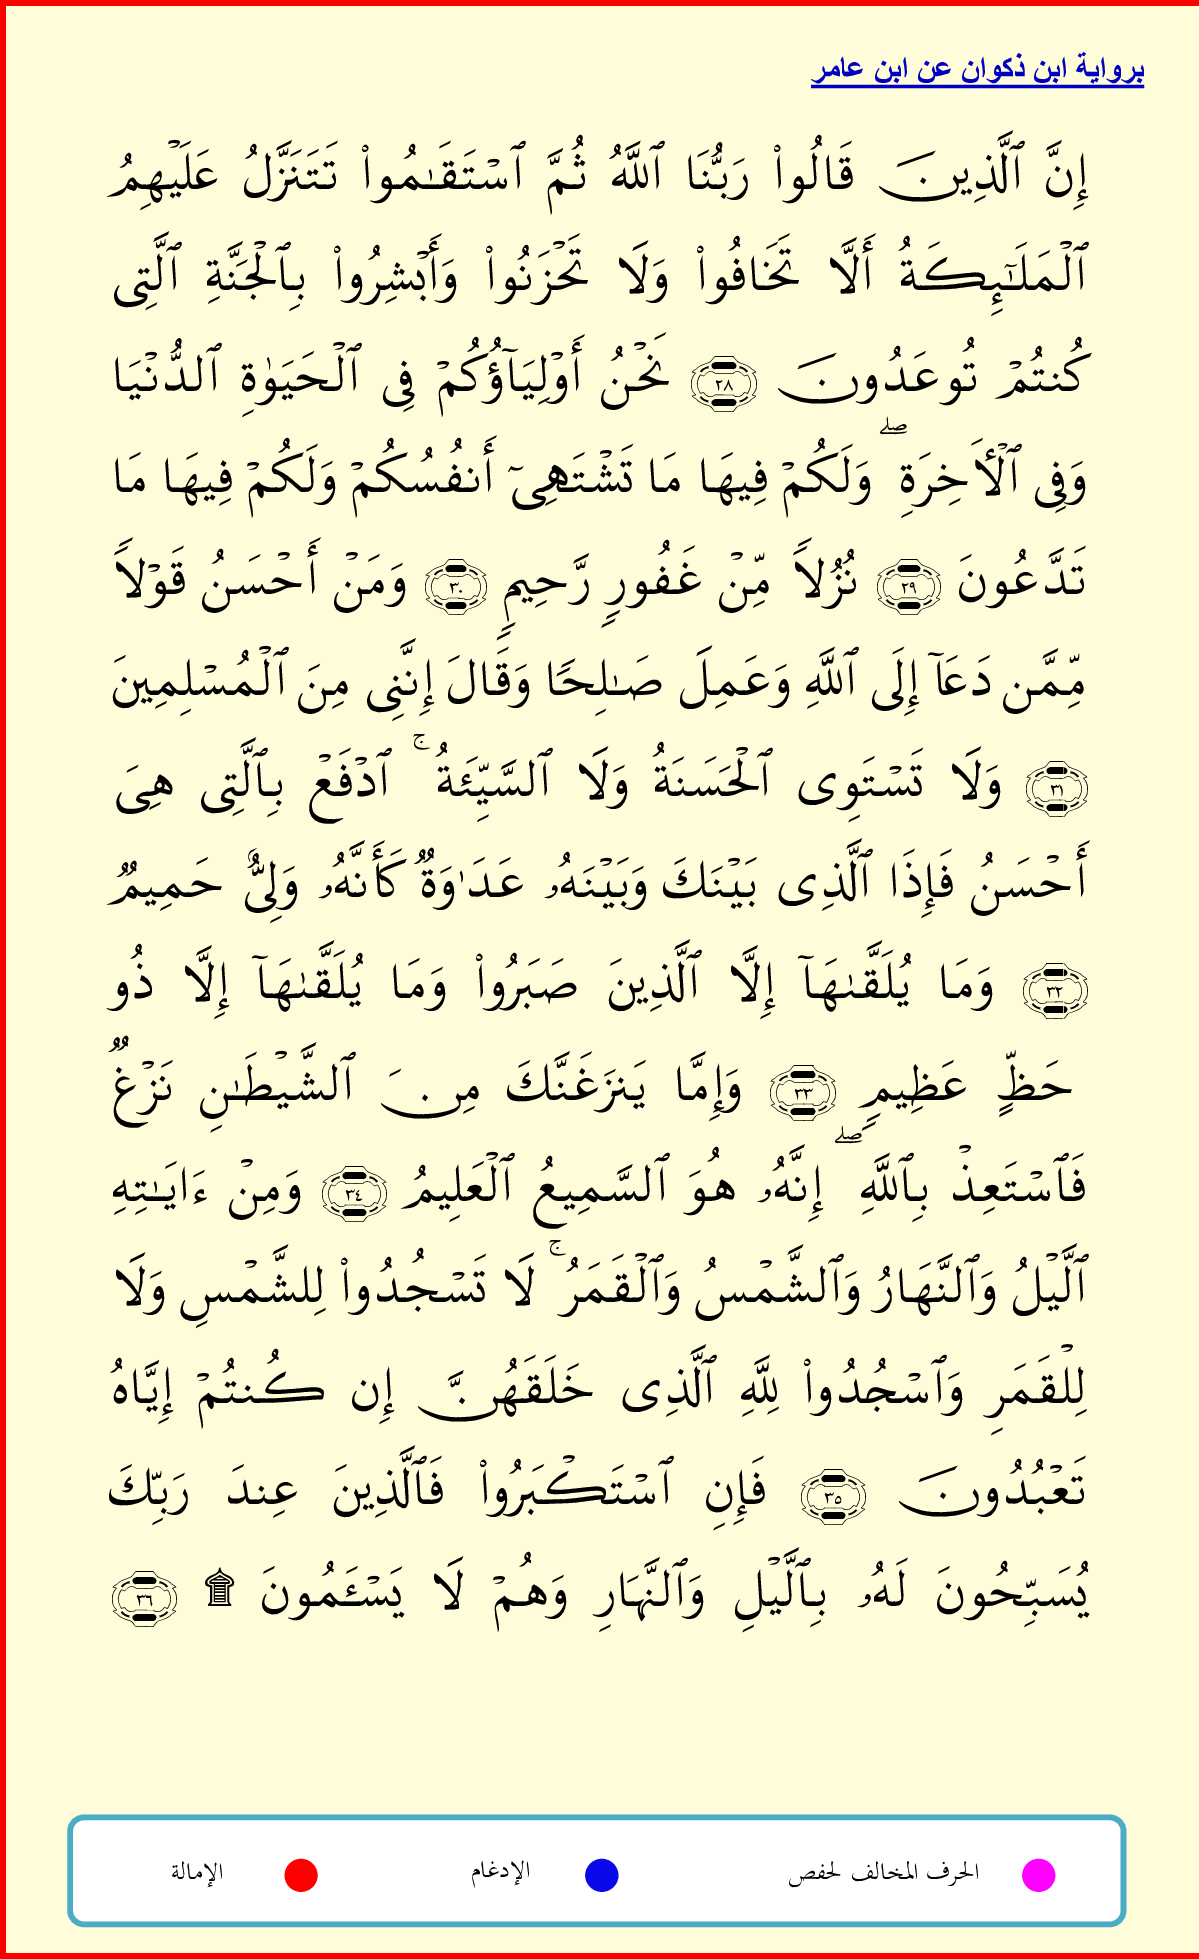 برواية ابن ذكوان عن ابن عامر
إِنَّ ٱلَّذِينَ قَالُواْ رَبُّنَا ٱللَّهُ ثُمَّ ٱسْتَقَـٰمُواْ تَتَنَزَّلُ عَلَيْهِمُ
ٱلْمَلَـٰٓئِكَةُ أَلَّا تَخَافُواْ وَلَا تَحْزَنُواْ وَأَبْشِرُواْ بِٱلْجَنَّةِ ٱلَّتِى
كُنتُمْ تُوعَدُونَ ٢٨ نَحْنُ أَوْلِيَآؤُكُمْ فِى ٱلْحَيَوٰةِ ٱلدُّنْيَا
وَفِى ٱلْأَخِرَةِ ۖ وَلَكُمْ فِيهَا مَا تَشْتَهِىٓ أَنفُسُكُمْ وَلَكُمْ فِيهَا مَا
تَدَّعُونَ ٢٩ نُزُلاً مِّنْ غَفُورٍ رَّحِيمٍ ٣٠ وَمَنْ أَحْسَنُ قَوْلاً
مِّمَّن دَعَآ إِلَى ٱللَّهِ وَعَمِلَ صَـٰلِحًا وَقَالَ إِنَّنِى مِنَ ٱلْمُسْلِمِينَ
٣١ وَلَا تَسْتَوِى ٱلْحَسَنَةُ وَلَا ٱلسَّيِّئَةُ ۚ ٱدْفَعْ بِٱلَّتِى هِىَ
أَحْسَنُ فَإِذَا ٱلَّذِى بَيْنَكَ وَبَيْنَهُۥ عَدَٰوَةٌ كَأَنَّهُۥ وَلِىٌّ حَمِيمٌ
٣٢ وَمَا يُلَقَّىٰهَآ إِلَّا ٱلَّذِينَ صَبَرُواْ وَمَا يُلَقَّىٰهَآ إِلَّا ذُو
حَظٍّ عَظِيمٍ ٣٣ وَإِمَّا يَنزَغَنَّكَ مِنَ ٱلشَّيْطَـٰنِ نَزْغٌ
فَٱسْتَعِذْ بِٱللَّهِ ۖ إِنَّهُۥ هُوَ ٱلسَّمِيعُ ٱلْعَلِيمُ ٣٤ وَمِنْ ءَايَـٰتِهِ
ٱلَّيْلُ وَٱلنَّهَارُ وَٱلشَّمْسُ وَٱلْقَمَرُ ۚ لَا تَسْجُدُواْ لِلشَّمْسِ وَلَا
لِلْقَمَرِ وَٱسْجُدُواْ لِلَّهِ ٱلَّذِى خَلَقَهُنَّ إِن كُنتُمْ إِيَّاهُ
تَعْبُدُونَ ٣٥ فَإِنِ ٱسْتَكْبَرُواْ فَٱلَّذِينَ عِندَ رَبِّكَ
يُسَبِّحُونَ لَهُۥ بِٱلَّيْلِ وَٱلنَّهَارِ وَهُمْ لَا يَسْـَٔمُونَ ۩ ٣٦
الحرف المخالف لحفص الإدغام الإمالة